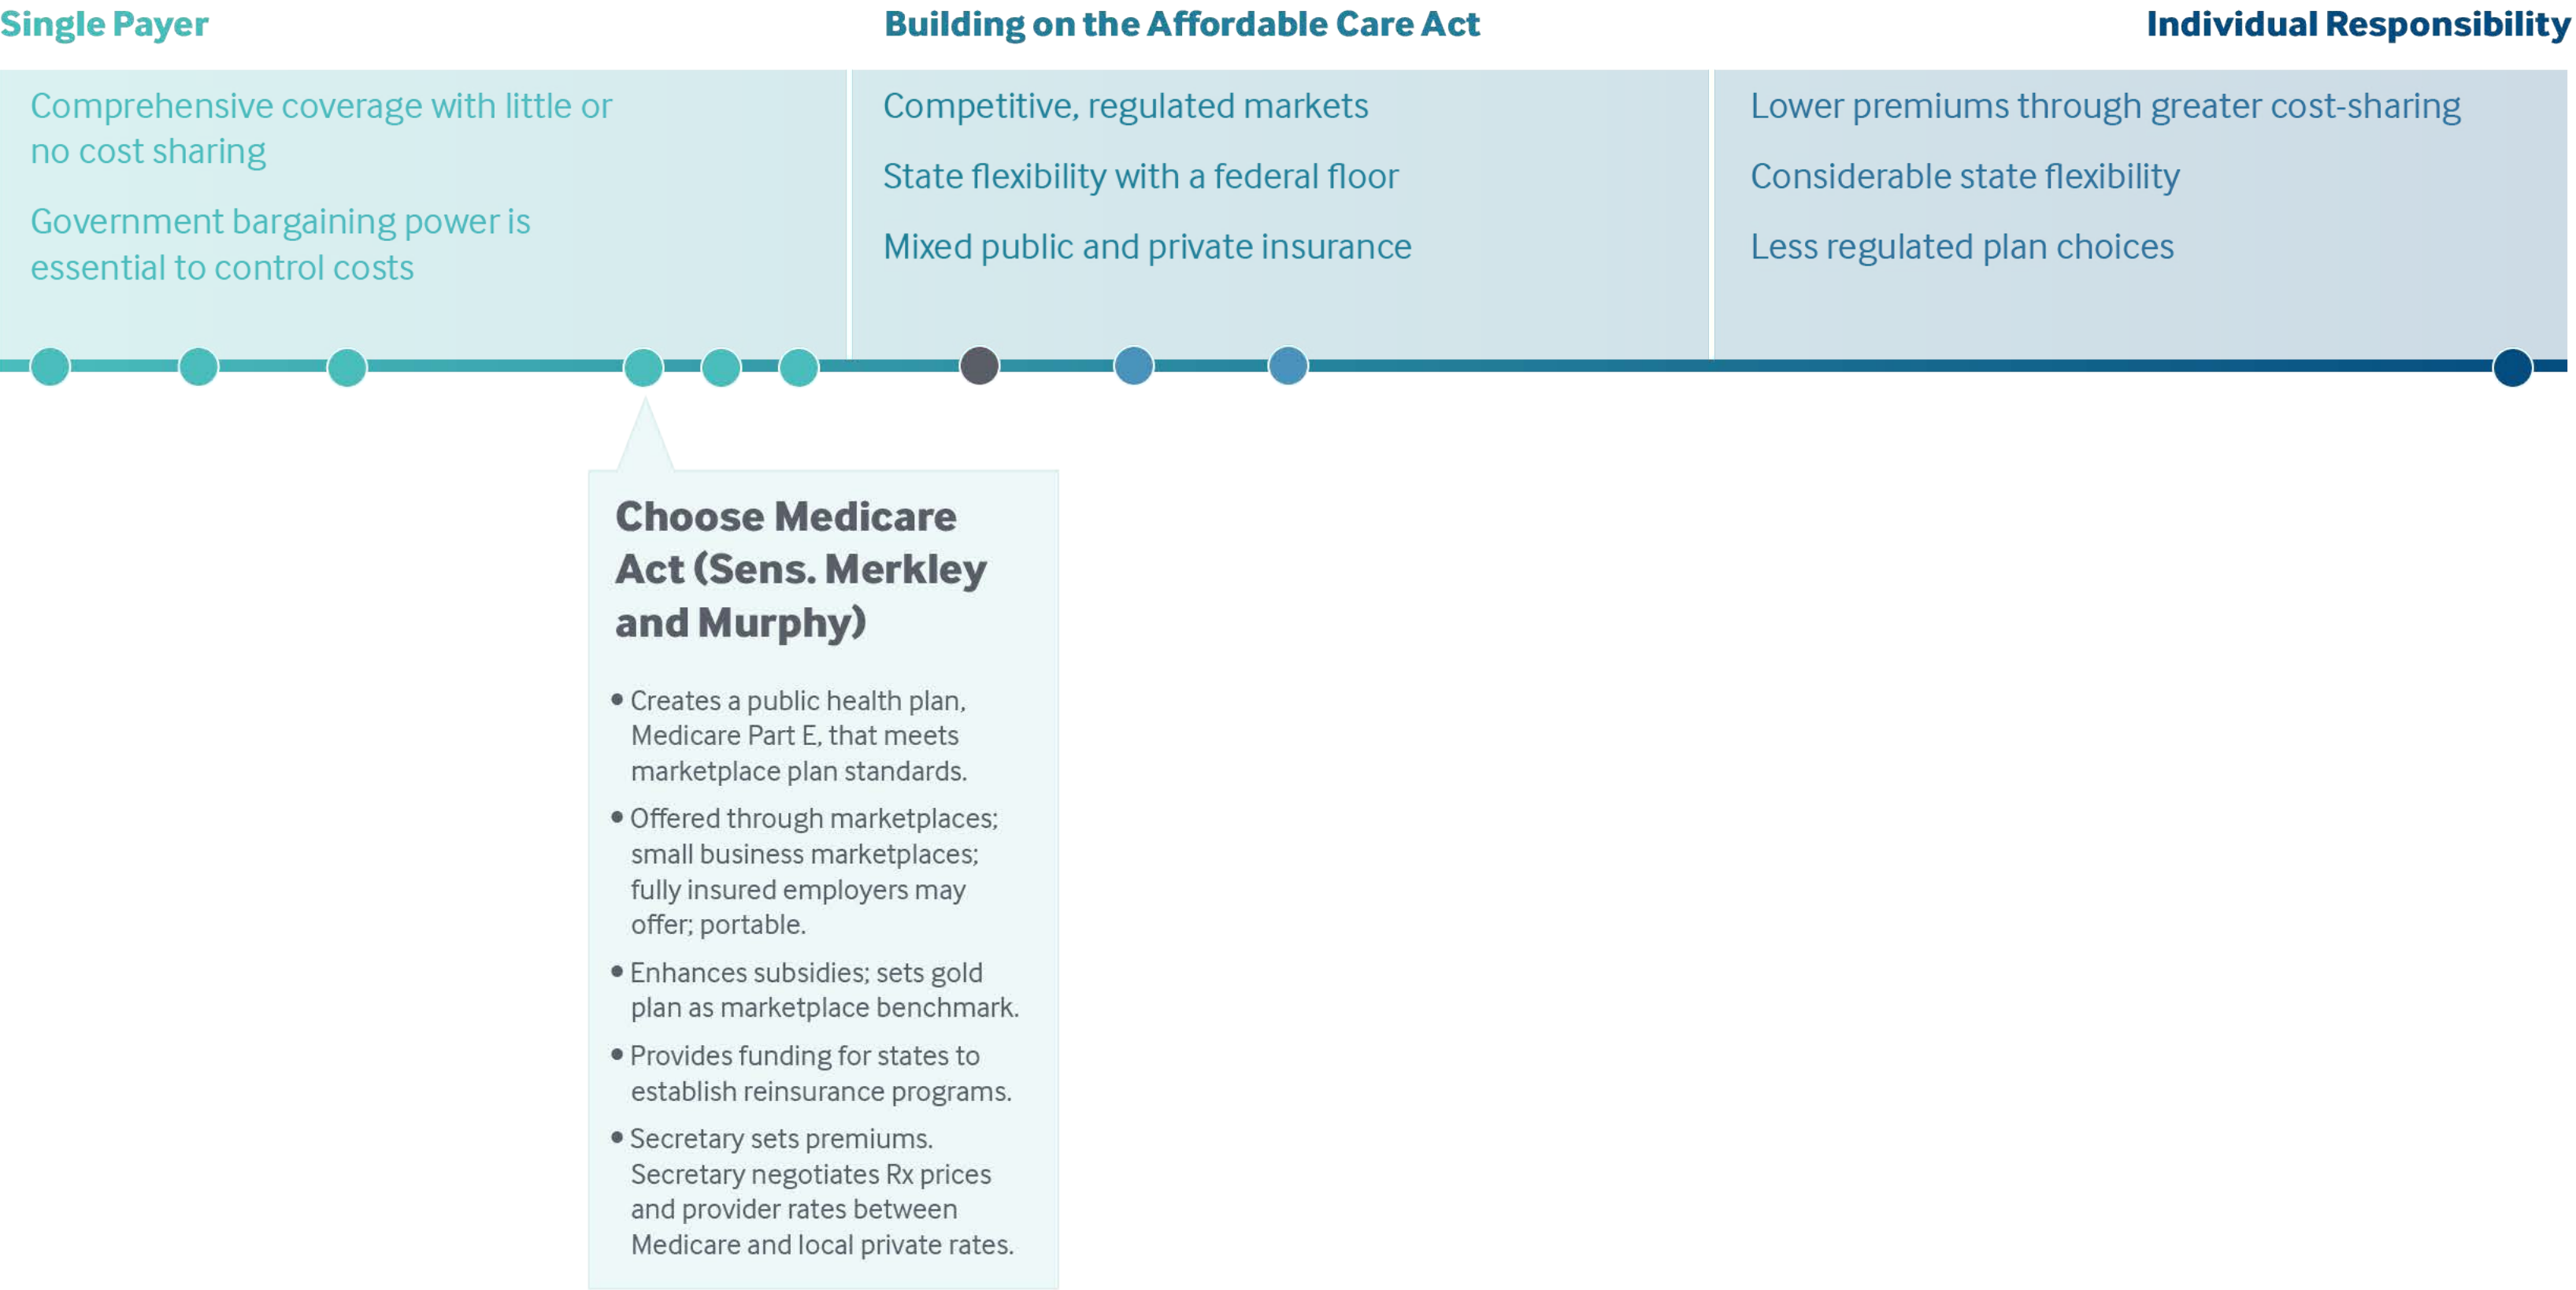 Single Payer
Building on the Affordable Care Act
Individual Responsibility
Comprehensive coverage with little or
no cost sharing
Government bargaining power is
essential to control costs
Competitive, regulated markets
State flexibility with a federal floor
Mixed public and private insurance
Lower premiums through greater cost-sharing
Considerable state flexibility
Less regulated plan choices
Choose Medicare
Act (Sens. Merkley
and Murphy)
• Creates a public health plan,
Medicare Part E, that meets
marketplace plan standards.
• Offered through marketplaces;
small business marketplaces;
fully insured employers may
offer; portable.
• Enhances subsidies; sets gold
plan as marketplace benchmark.
• Provides funding for states to
establish reinsurance programs.
• Secretary sets premiums.
Secretary negotiates Rx prices
and provider rates between
Medicare and local private rates.